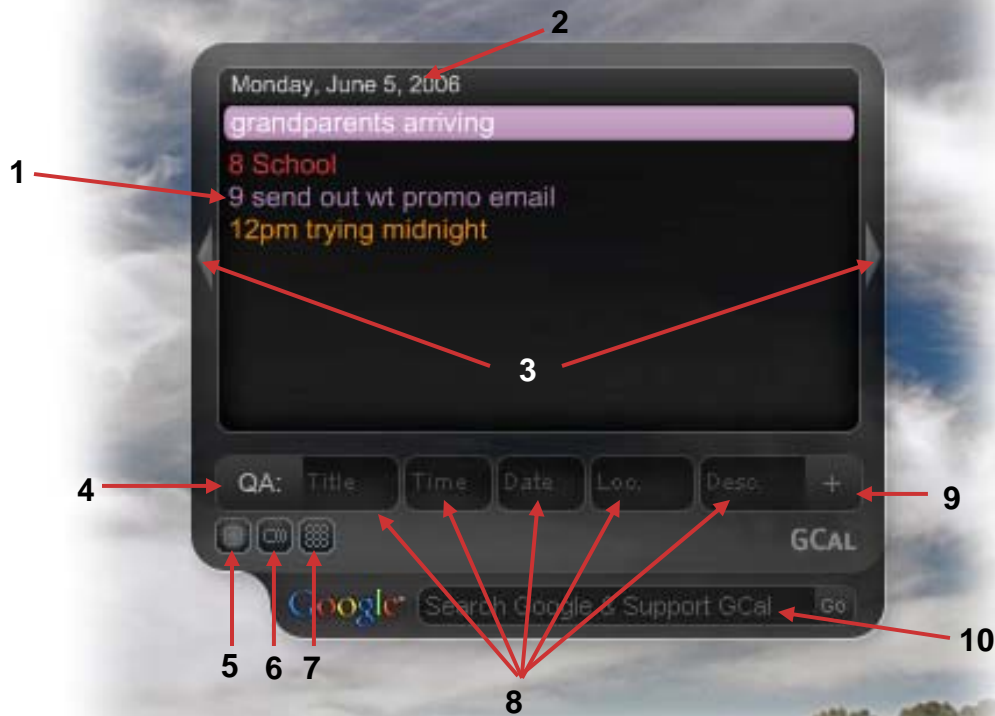 2
Monday, June 5, 2006
grandparents arriving
8 School
1
9 send out wt promo email
12pm trying midnight
3
4
QA: Title Time Date Loc. Desc. +
9
GCAL
Google Search Google & Support GCal Go
10
5 6 7
8